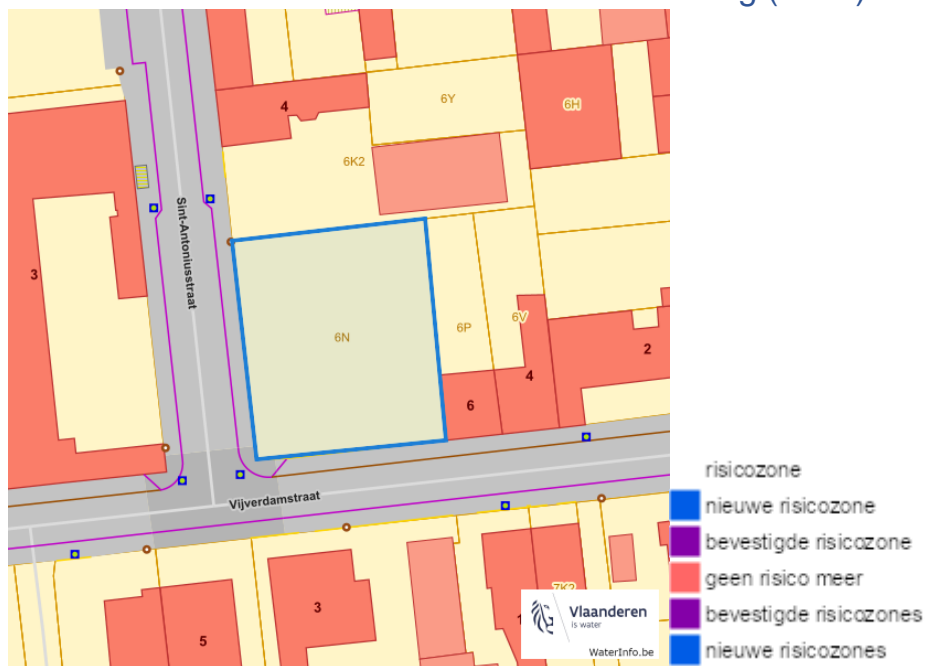 g (
)
4
6Y
6H
6K2
Sint-Antoniusstraat
3
6N
6P
6V
2
4
6
Vijverdamstraat
risicozone
nieuwe risicozone
bevestigde risicozone
geen risico meer
bevestigde risicozones
nieuwe risicozones
3
5
Vlaanderen
is water
WaterInfo.be